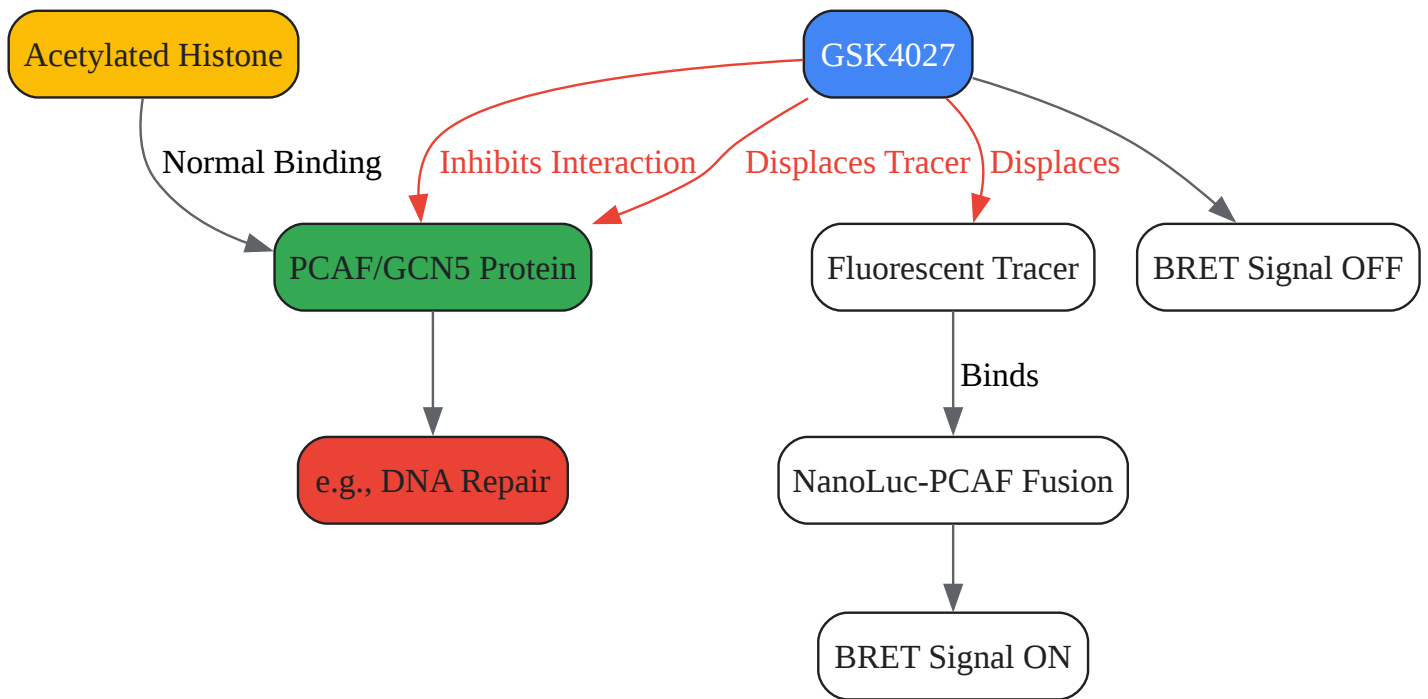 Acetylated Histone
GSK4027
Normal Binding
Inhibits Interaction
Displaces Tracer
Displaces
PCAF/GCN5 Protein
Fluorescent Tracer
BRET Signal OFF
Binds
e.g., DNA Repair
NanoLuc-PCAF Fusion
BRET Signal ON